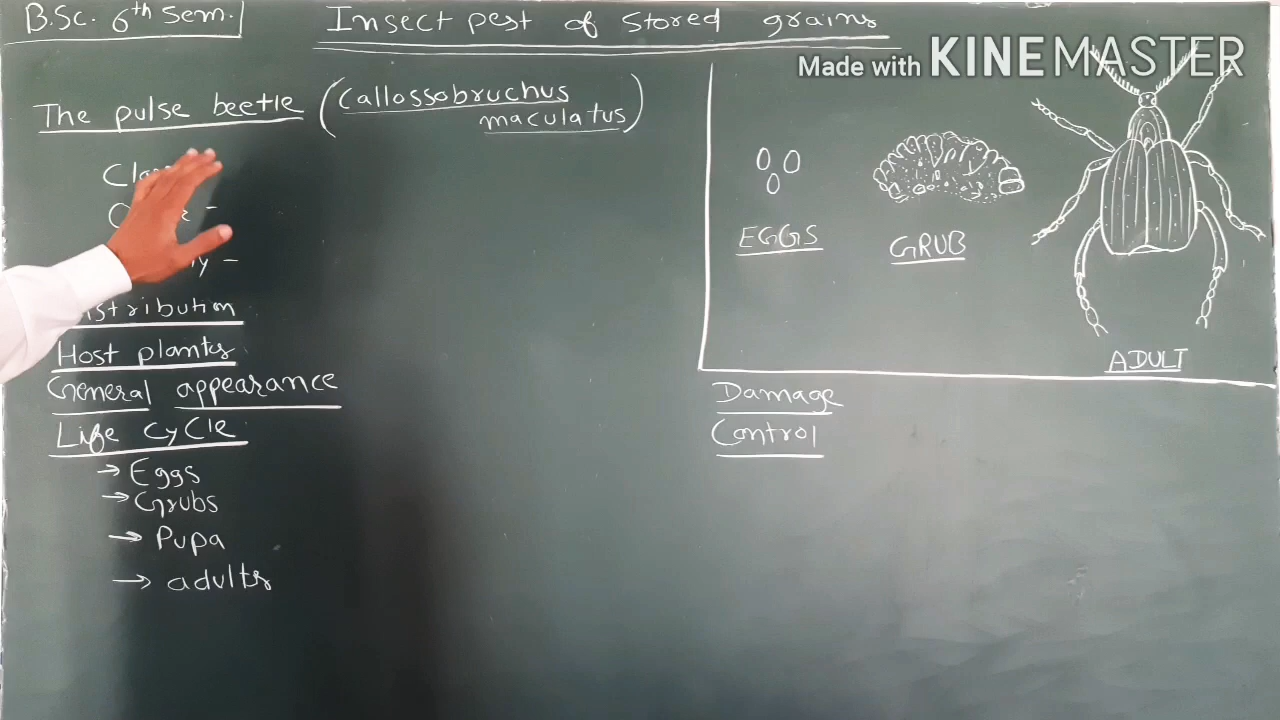 B.Sc. 6th Sem.
Insect pest of stored grains
Made with KINEMASTER
The pulse beetle (Callossobruchus
maculatus)
EGGS
GRUB
ADULT
Host plants
General appearance
Life cycle
→ Eggs
→ Grubs
→ Pupa
→ adults
Damage
Control